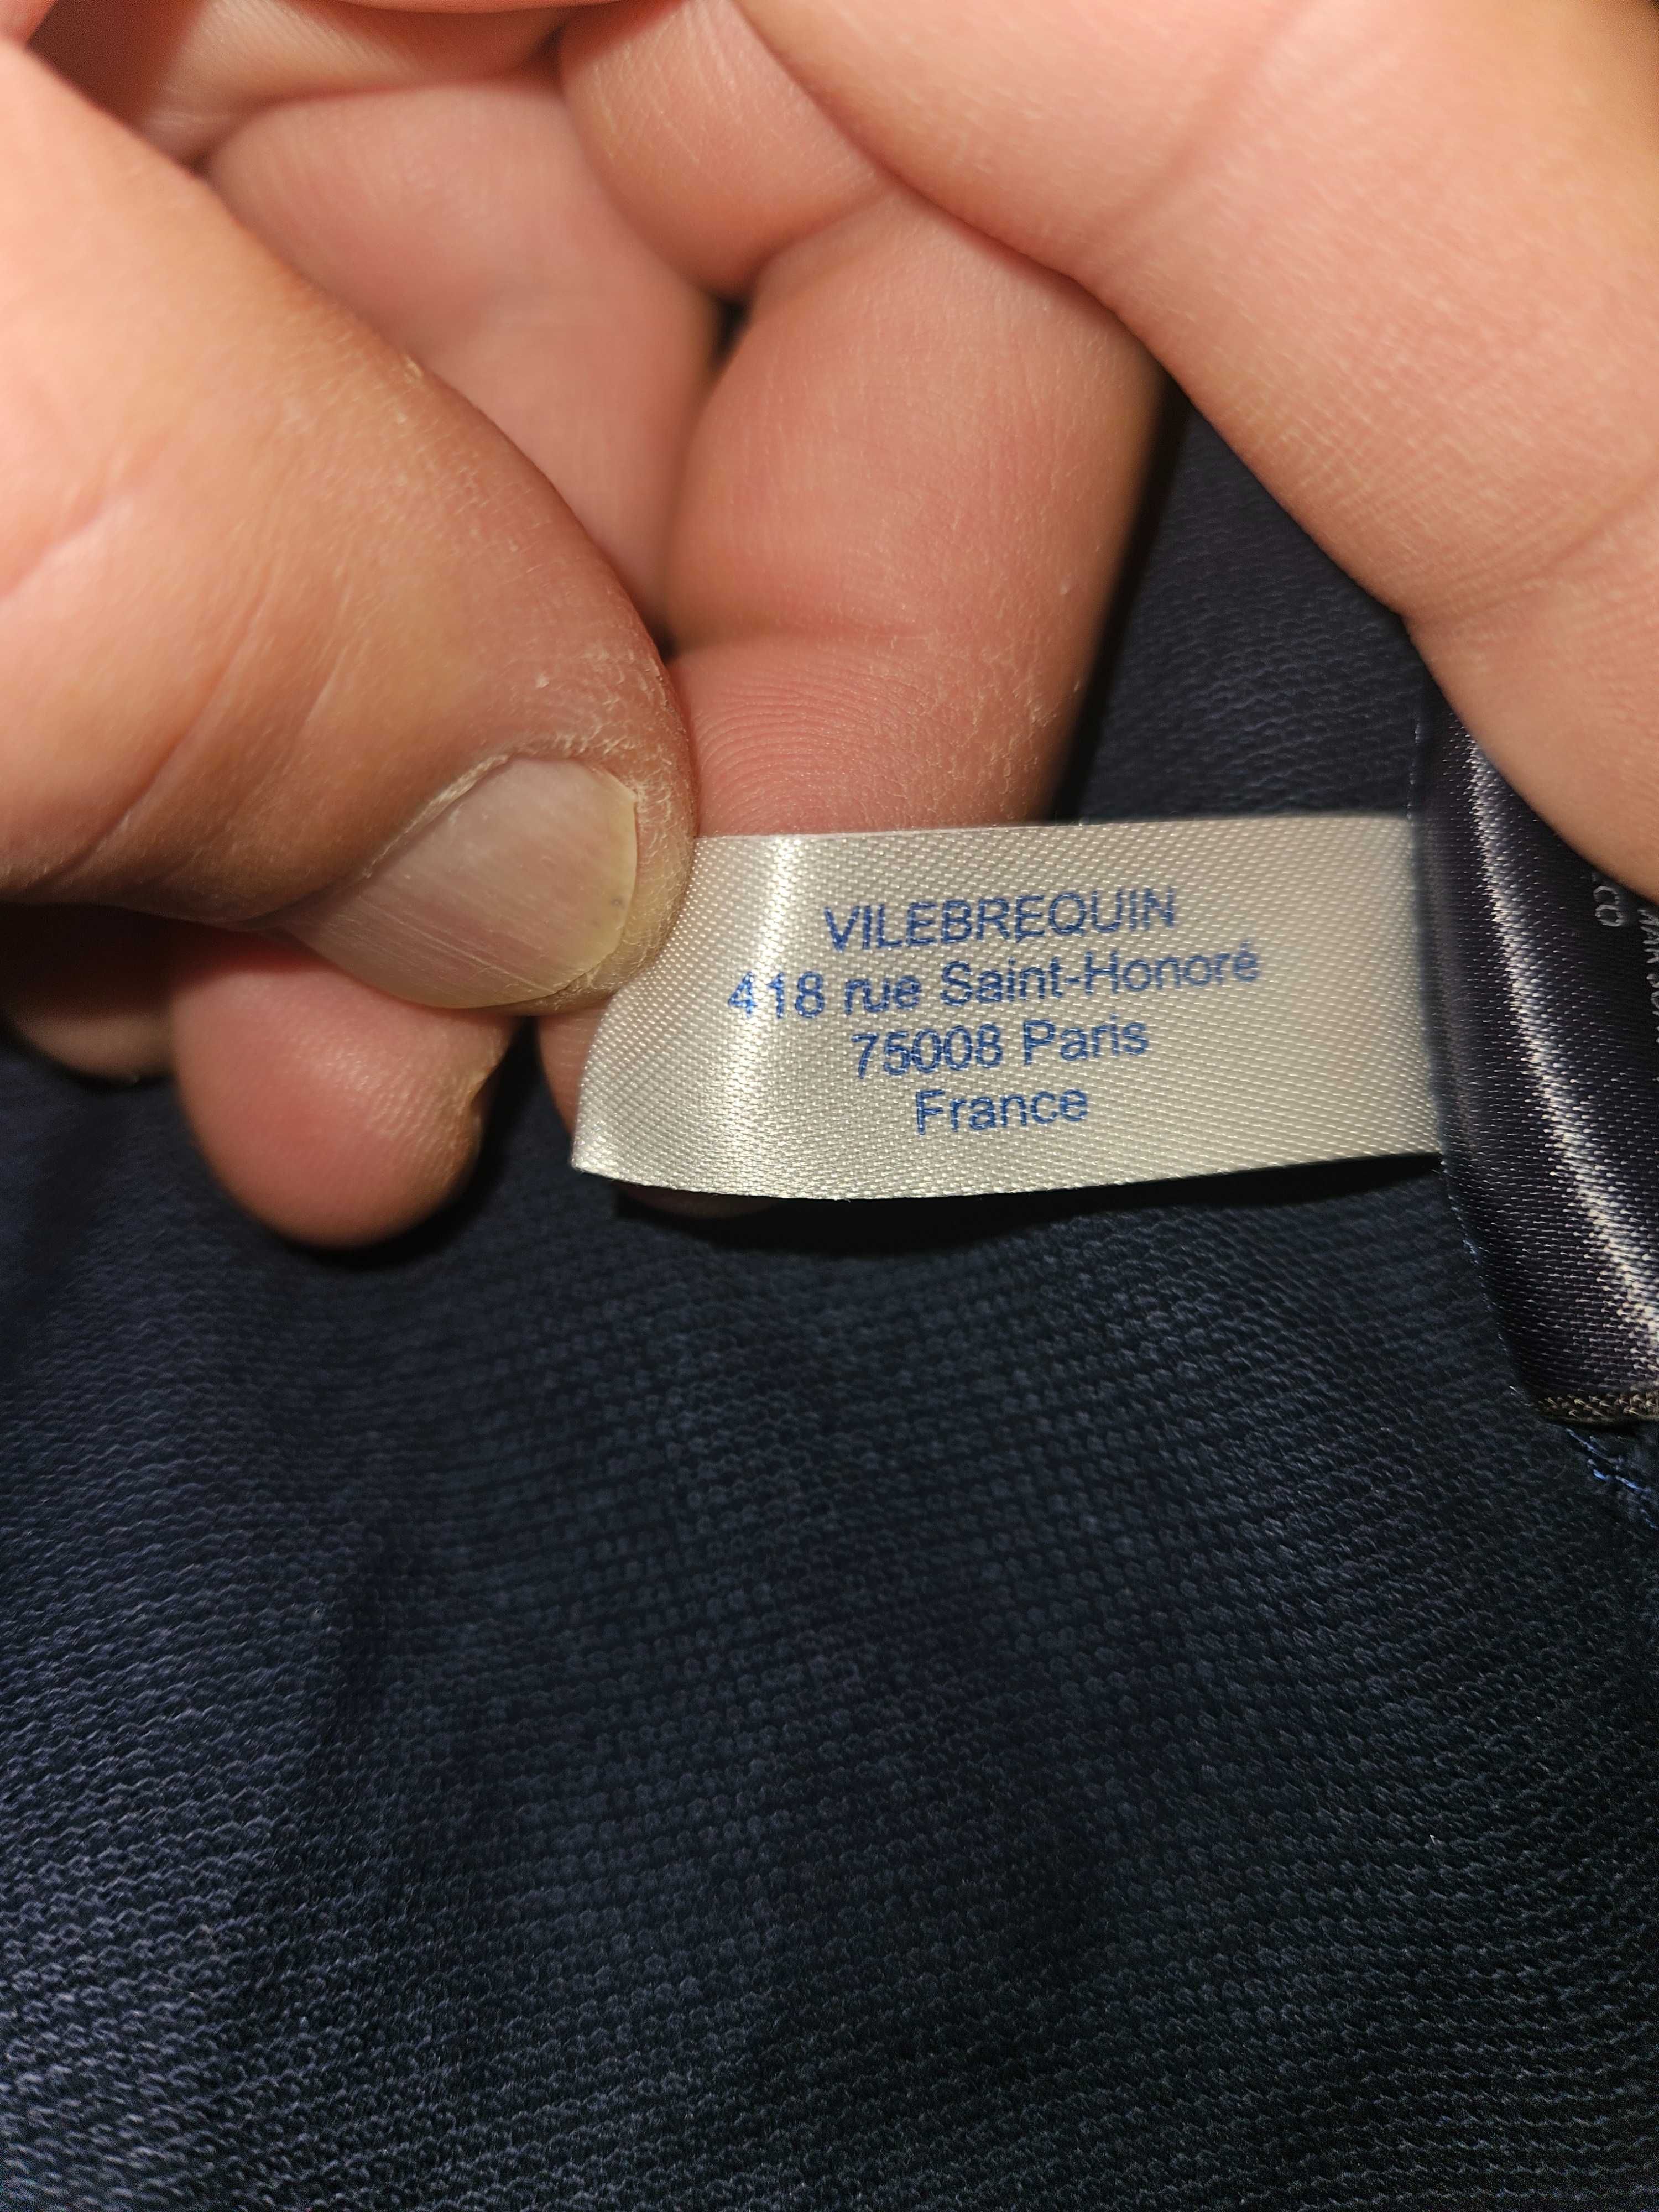 VILEBREQUIN
418 rue Saint-Honoré
75008 Paris
France